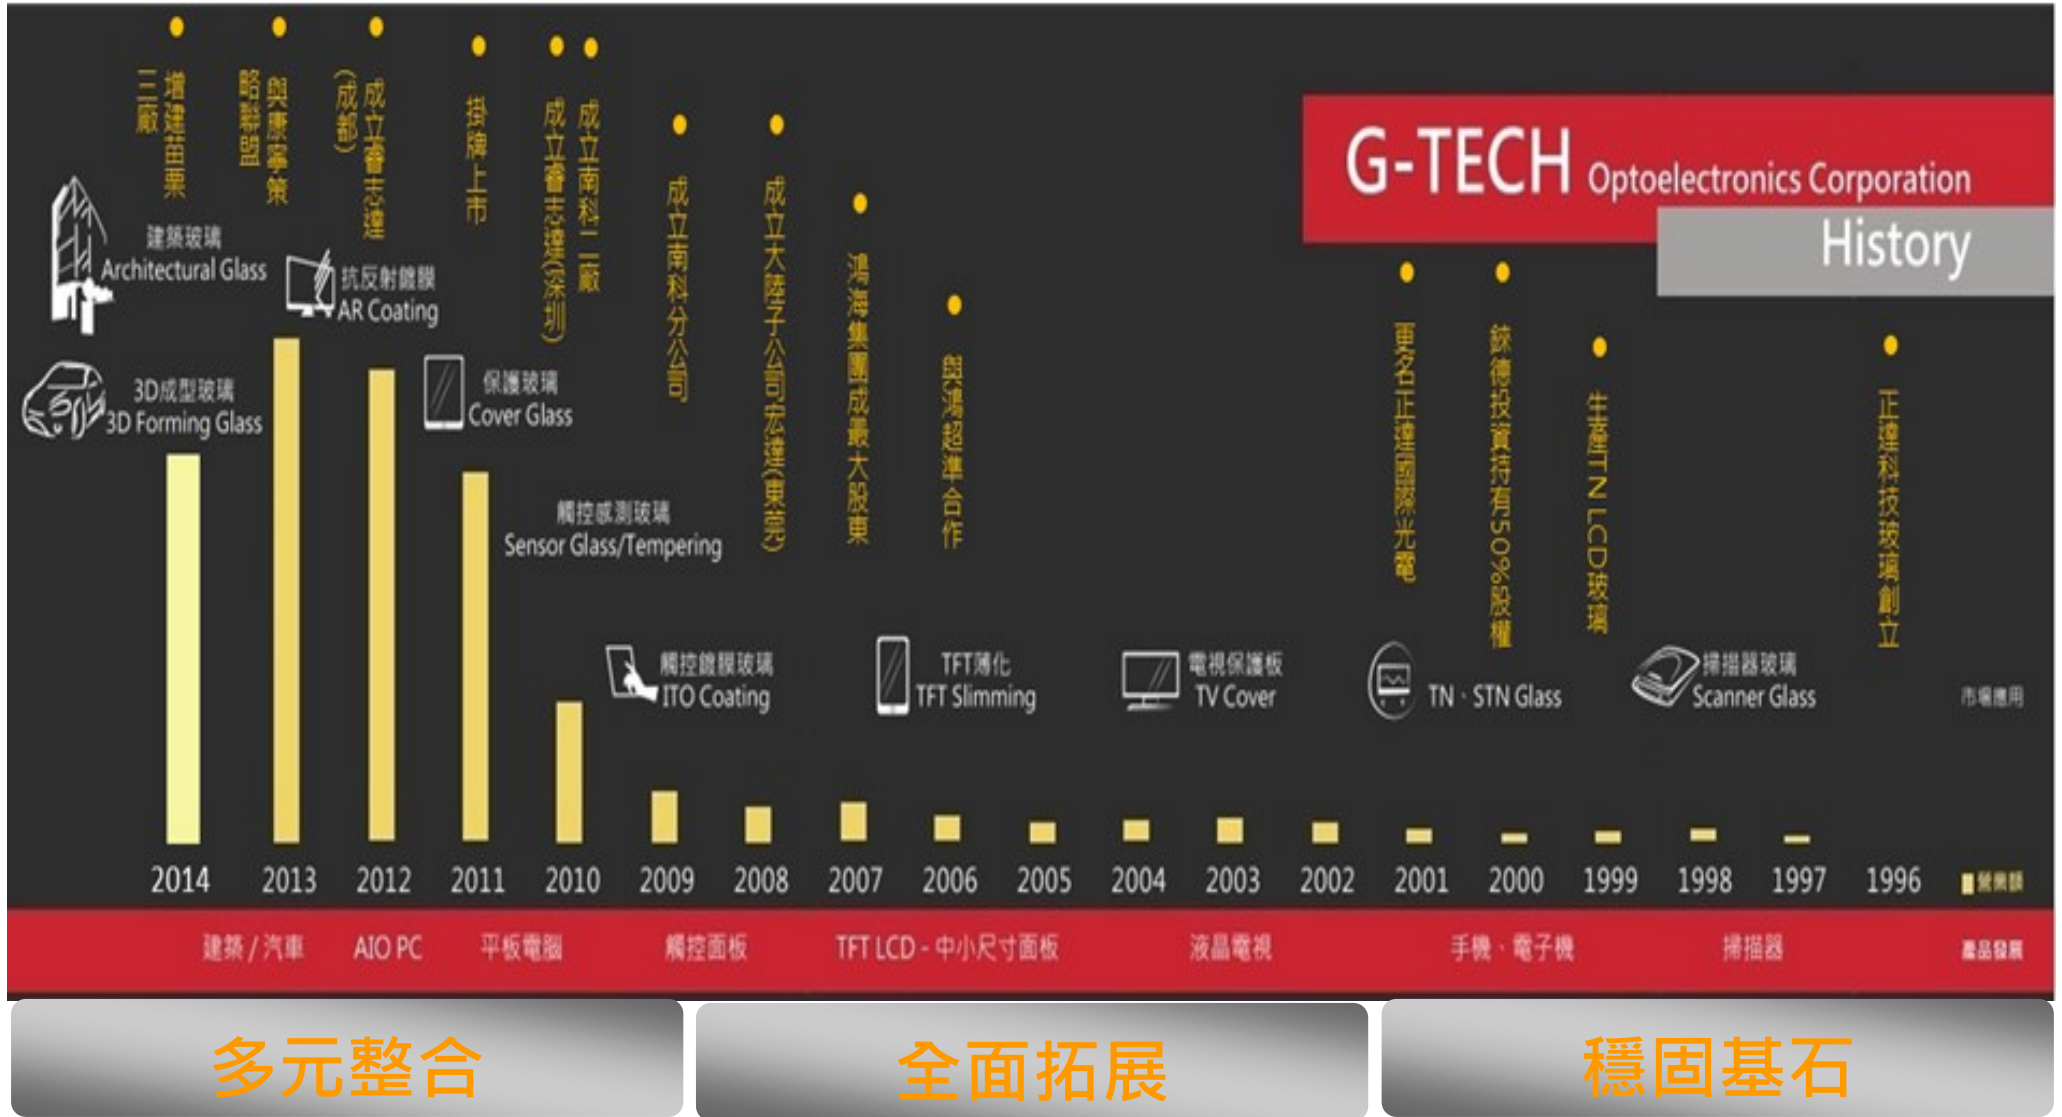 增建苗栗
三廠
與康寧策
略聯盟
成立睿志達
(成都)
掛牌上市
成立睿志達(深圳)
成立南科二廠
成立南科分公司
成立大陸子公司宏達(東莞)
鴻海集團成最大股東
與鴻超準合作
G-TECH Optoelectronics Corporation
History
更名正達國際光電
錸德投資持有50%股權
生產TN LCD玻璃
正達科技玻璃創立
建築玻璃
Architectural Glass
抗反射鍍膜
AR Coating
3D成型玻璃
3D Forming Glass
保護玻璃
Cover Glass
觸控感測玻璃
Sensor Glass/Tempering
觸控鍍膜玻璃
ITO Coating
TFT薄化
TFT Slimming
電視保護板
TV Cover
TN、STN Glass
掃描器玻璃
Scanner Glass
市場應用
2014 2013 2012 2011 2010 2009 2008 2007 2006 2005 2004 2003 2002 2001 2000 1999 1998 1997 1996 營業額
建築 / 汽車 AIO PC 平板電腦 觸控面板 TFT LCD - 中小尺寸面板 液晶電視 手機、電子機 掃描器 產品發展
多元整合 全面拓展 穩固基石